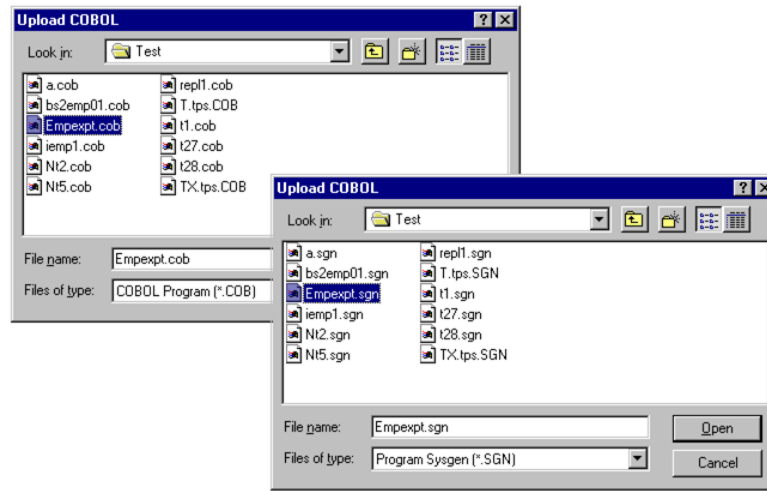 Upload COBOL
Look in: Test
a.cob repl1.cob
bs2emp01.cob T.tps.COB
Empexpt.cob t1.cob
iemp1.cob t27.cob
Nt2.cob t28.cob
Nt5.cob TX.tps.COB
File name: Empexpt.cob
Files of type: COBOL Program (*.COB)
Upload COBOL
Look in: Test
a.sgn repl1.sgn
bs2emp01.sgn T.tps.SGN
Empexpt.sgn t1.sgn
iemp1.sgn t27.sgn
Nt2.sgn t28.sgn
Nt5.sgn TX.tps.SGN
File name: Empexpt.sgn Open
Files of type: Program Sysgen (*.SGN) Cancel